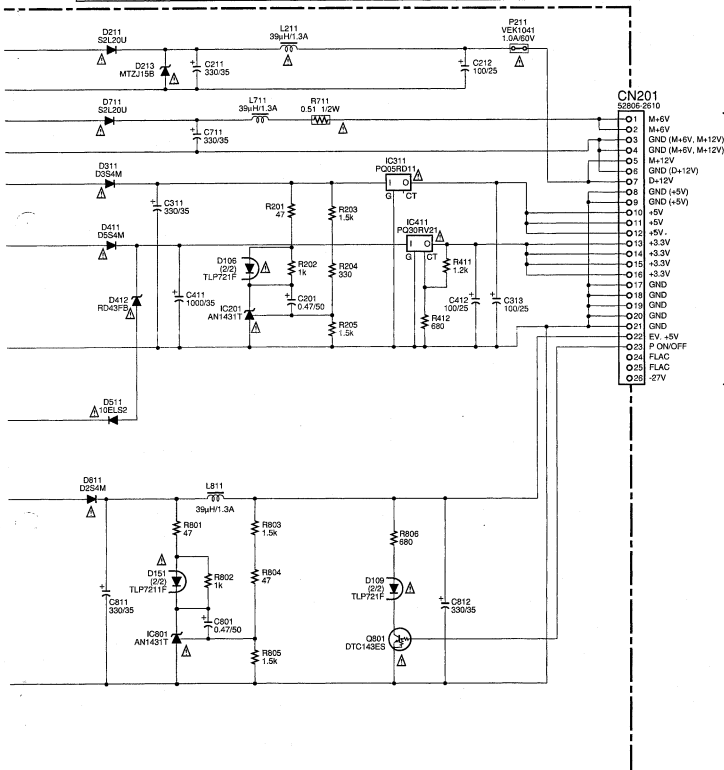 D211
S2L20U
D213
MTZJ15B
C211
330/35
L211
39µH/1.3A
C212
100/25
P211
VEK1041
1.0A/60V
D711
S2L20U
C711
330/35
L711
39µH/1.3A
R711
0.51 1/2W
CN201
52806-2610
1 M+6V
2 M+6V
3 GND (M+6V, M+12V)
4 GND (M+6V, M+12V)
5 M+12V
6 GND (D+12V)
7 D+12V
8 GND (+5V)
9 GND (+5V)
10 +5V
11 +5V
12 +5V
13 +3.3V
14 +3.3V
15 +3.3V
16 +3.3V
17 GND
18 GND
19 GND
20 GND
21 GND
22 EV. +5V
23 P ON/OFF
24 FLAC
25 FLAC
26 -27V
D311
D3S4M
C311
330/35
R201
47
R203
1.5k
IC311
PQ05RD11
I O
G CT
D411
D5S4M
IC411
PQ30RV21
I O
G CT
D412
RD43FB
C411
1000/35
D106
(2/2)
TLP721F
R202
1k
R204
330
IC201
AN1431T
C201
0.47/50
R205
1.5k
R411
1.2k
R412
680
C412
100/25
C313
100/25
D511
10ELS2
D811
D2S4M
L811
39µH/1.3A
R801
47
R803
1.5k
R806
680
D151
(2/2)
TLP7211F
R802
1k
R804
47
D109
(2/2)
TLP721F
C811
330/35
C801
0.47/50
C812
330/35
IC801
AN1431T
R805
1.5k
Q801
DTC143ES